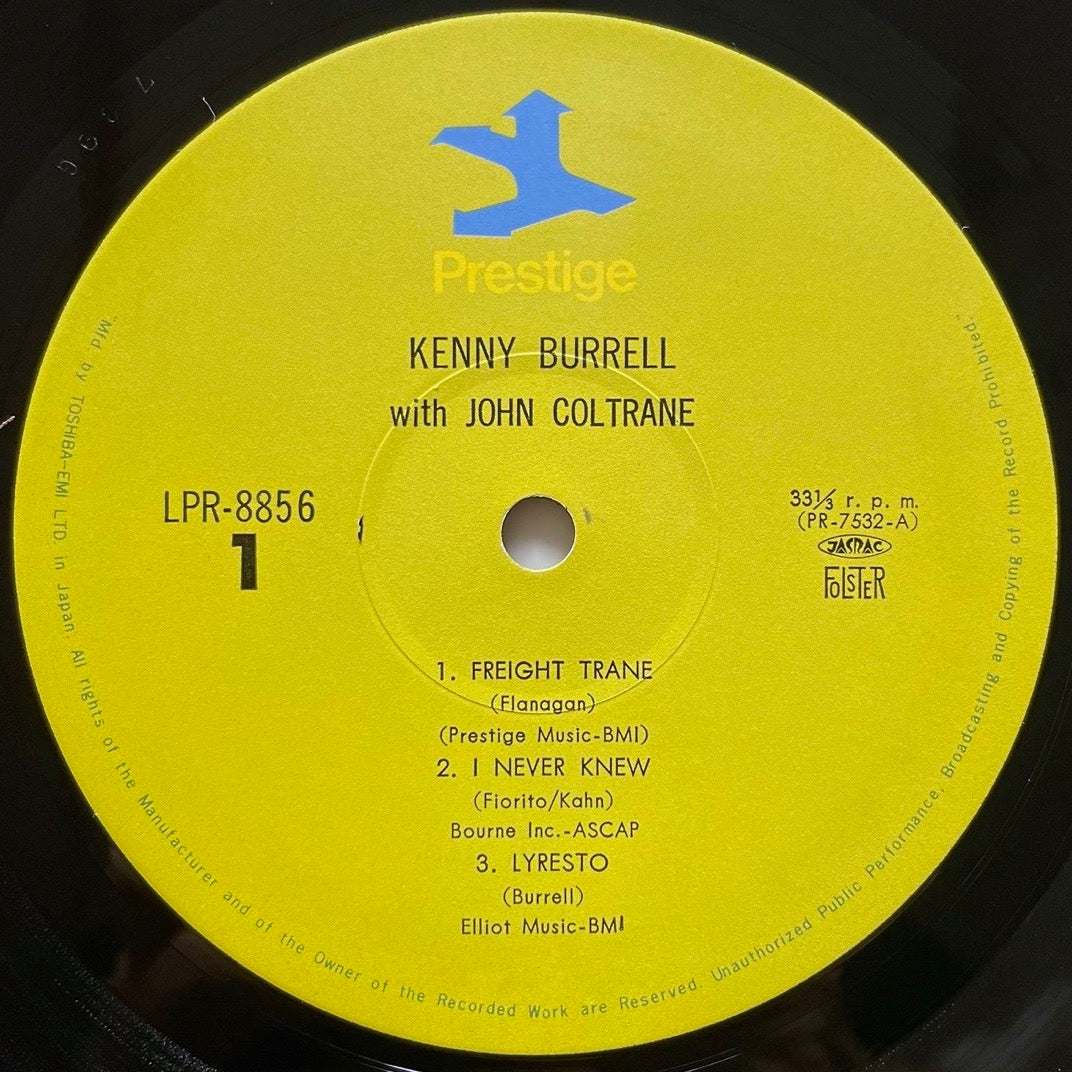 Prestige
KENNY BURRELL
with JOHN COLTRANE
LPR-8856
1
33⅓ r. p. m.
(PR-7532-A)
JASRAC
FOLSTER
1. FREIGHT TRANE
(Flanagan)
(Prestige Music-BMI)
2. I NEVER KNEW
(Fiorito/Kahn)
Bourne Inc.-ASCAP
3. LYRESTO
(Burrell)
Elliot Music-BMI
"Mfd. by TOSHIBA-EMI LTD. in Japan. All rights of the Manufacturer and of the Owner of the Recorded Work are Reserved. Unauthorized Public Performance, Broadcasting and Copying of the Record Prohibited."